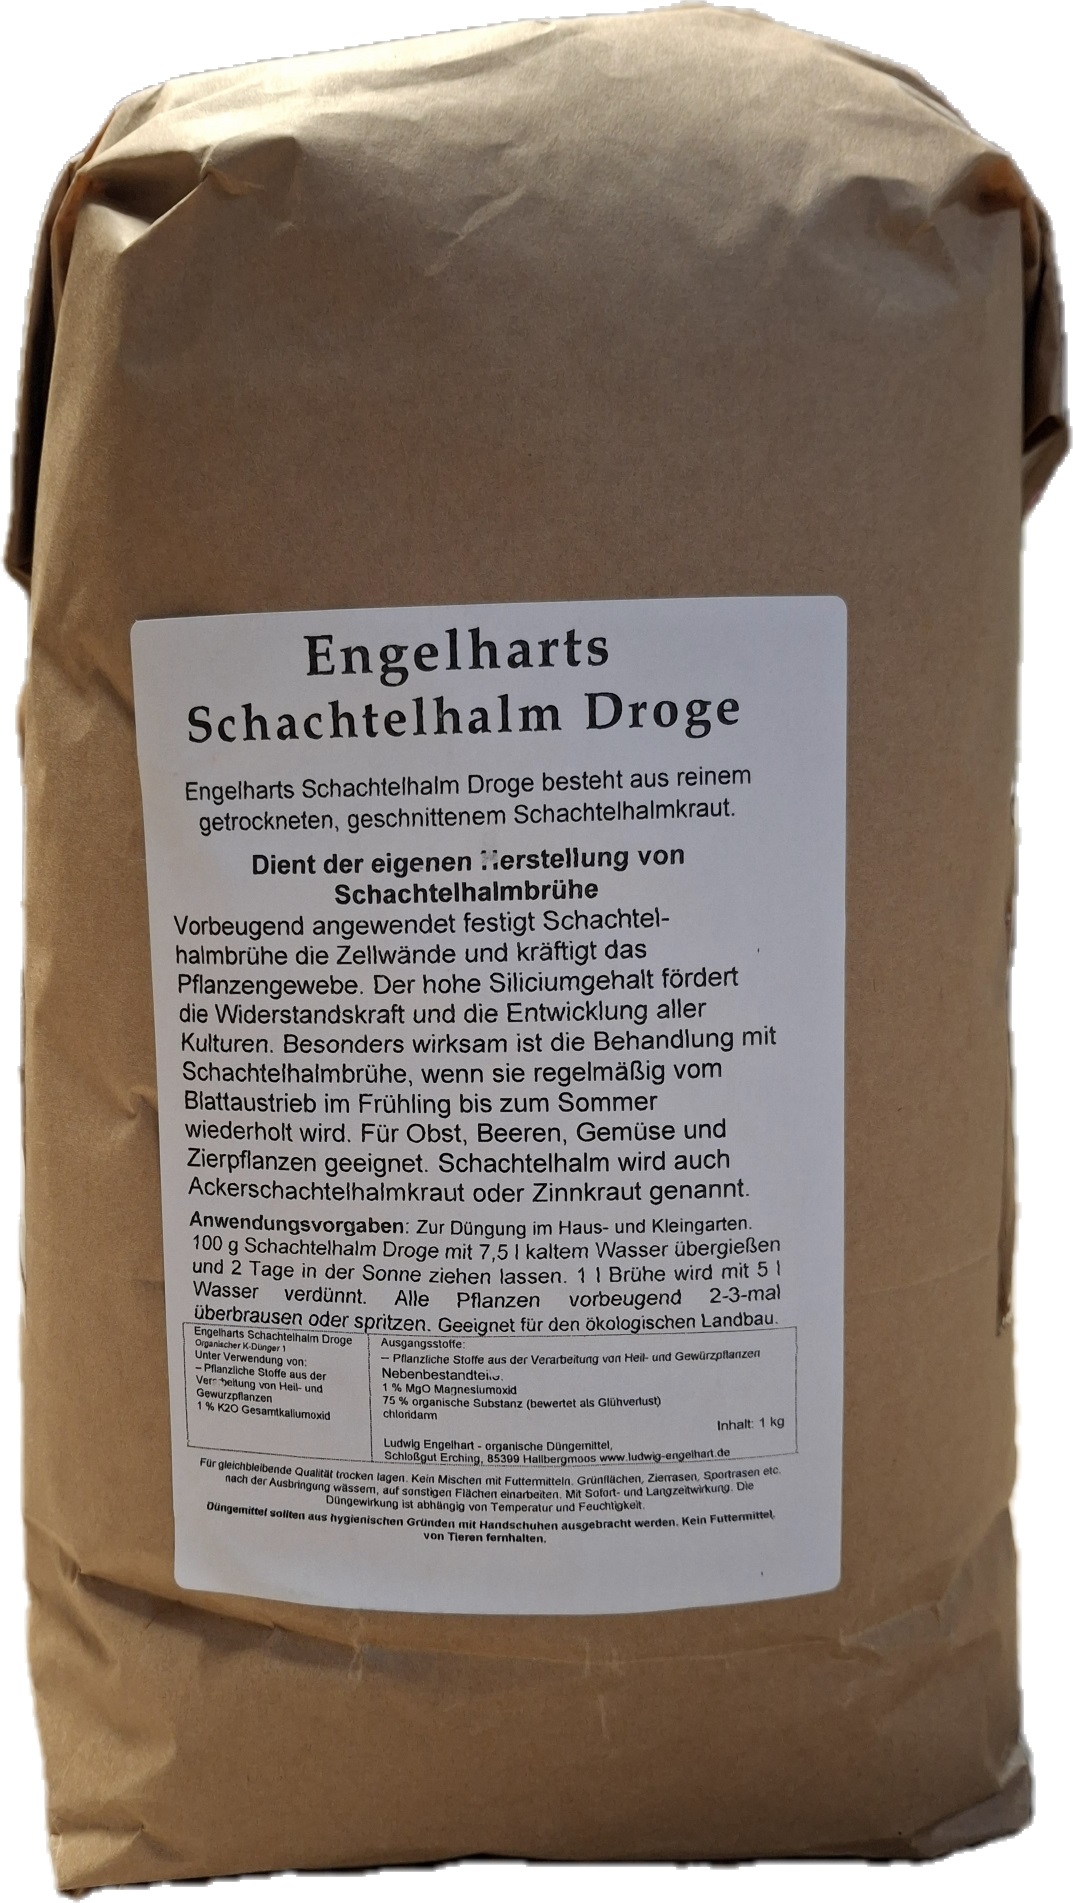 Engelharts
Schachtelhalm Droge
Engelharts Schachtelhalm Droge besteht aus reinem
getrockneten, geschnittenem Schachtelhalmkraut.
Dient der eigenen Herstellung von
Schachtelhalmbrühe
Vorbeugend angewendet festigt Schachtel-
halmbrühe die Zellwände und kräftigt das
Pflanzengewebe. Der hohe Siliciumgehalt fördert
die Widerstandskraft und die Entwicklung aller
Kulturen. Besonders wirksam ist die Behandlung mit
Schachtelhalmbrühe, wenn sie regelmäßig vom
Blattaustrieb im Frühling bis zum Sommer
wiederholt wird. Für Obst, Beeren, Gemüse und
Zierpflanzen geeignet. Schachtelhalm wird auch
Ackerschachtelhalmkraut oder Zinnkraut genannt.
Anwendungsvorgaben: Zur Düngung im Haus- und Kleingarten.
100 g Schachtelhalm Droge mit 7,5 l kaltem Wasser übergießen
und 2 Tage in der Sonne ziehen lassen. 1 l Brühe wird mit 5 l
Wasser verdünnt. Alle Pflanzen vorbeugend 2-3-mal
überbrausen oder spritzen. Geeignet für den ökologischen Landbau.
Engelharts Schachtelhalm Droge
Organischer K-Dünger 1
Unter Verwendung von:
– Pflanzliche Stoffe aus der
Verarbeitung von Heil- und
Gewürzpflanzen
1 % K2O Gesamtkaliumoxid
Ausgangsstoffe:
– Pflanzliche Stoffe aus der Verarbeitung von Heil- und Gewürzpflanzen
Nebenbestandteile.
1 % MgO Magnesiumoxid
75 % organische Substanz (bewertet als Glühverlust)
chloridarm
Inhalt: 1 kg
Ludwig Engelhart - organische Düngemittel,
Schloßgut Erching, 85399 Hallbergmoos www.ludwig-engelhart.de
Für gleichbleibende Qualität trocken lagen. Kein Mischen mit Futtermitteln. Grünflächen, Zierrasen, Sportrasen etc.
nach der Ausbringung wässern, auf sonstigen Flächen einarbeiten. Mit Sofort- und Langzeitwirkung. Die
Düngewirkung ist abhängig von Temperatur und Feuchtigkeit.
Düngemittel sollten aus hygienischen Gründen mit Handschuhen ausgebracht werden. Kein Futtermittel,
von Tieren fernhalten.